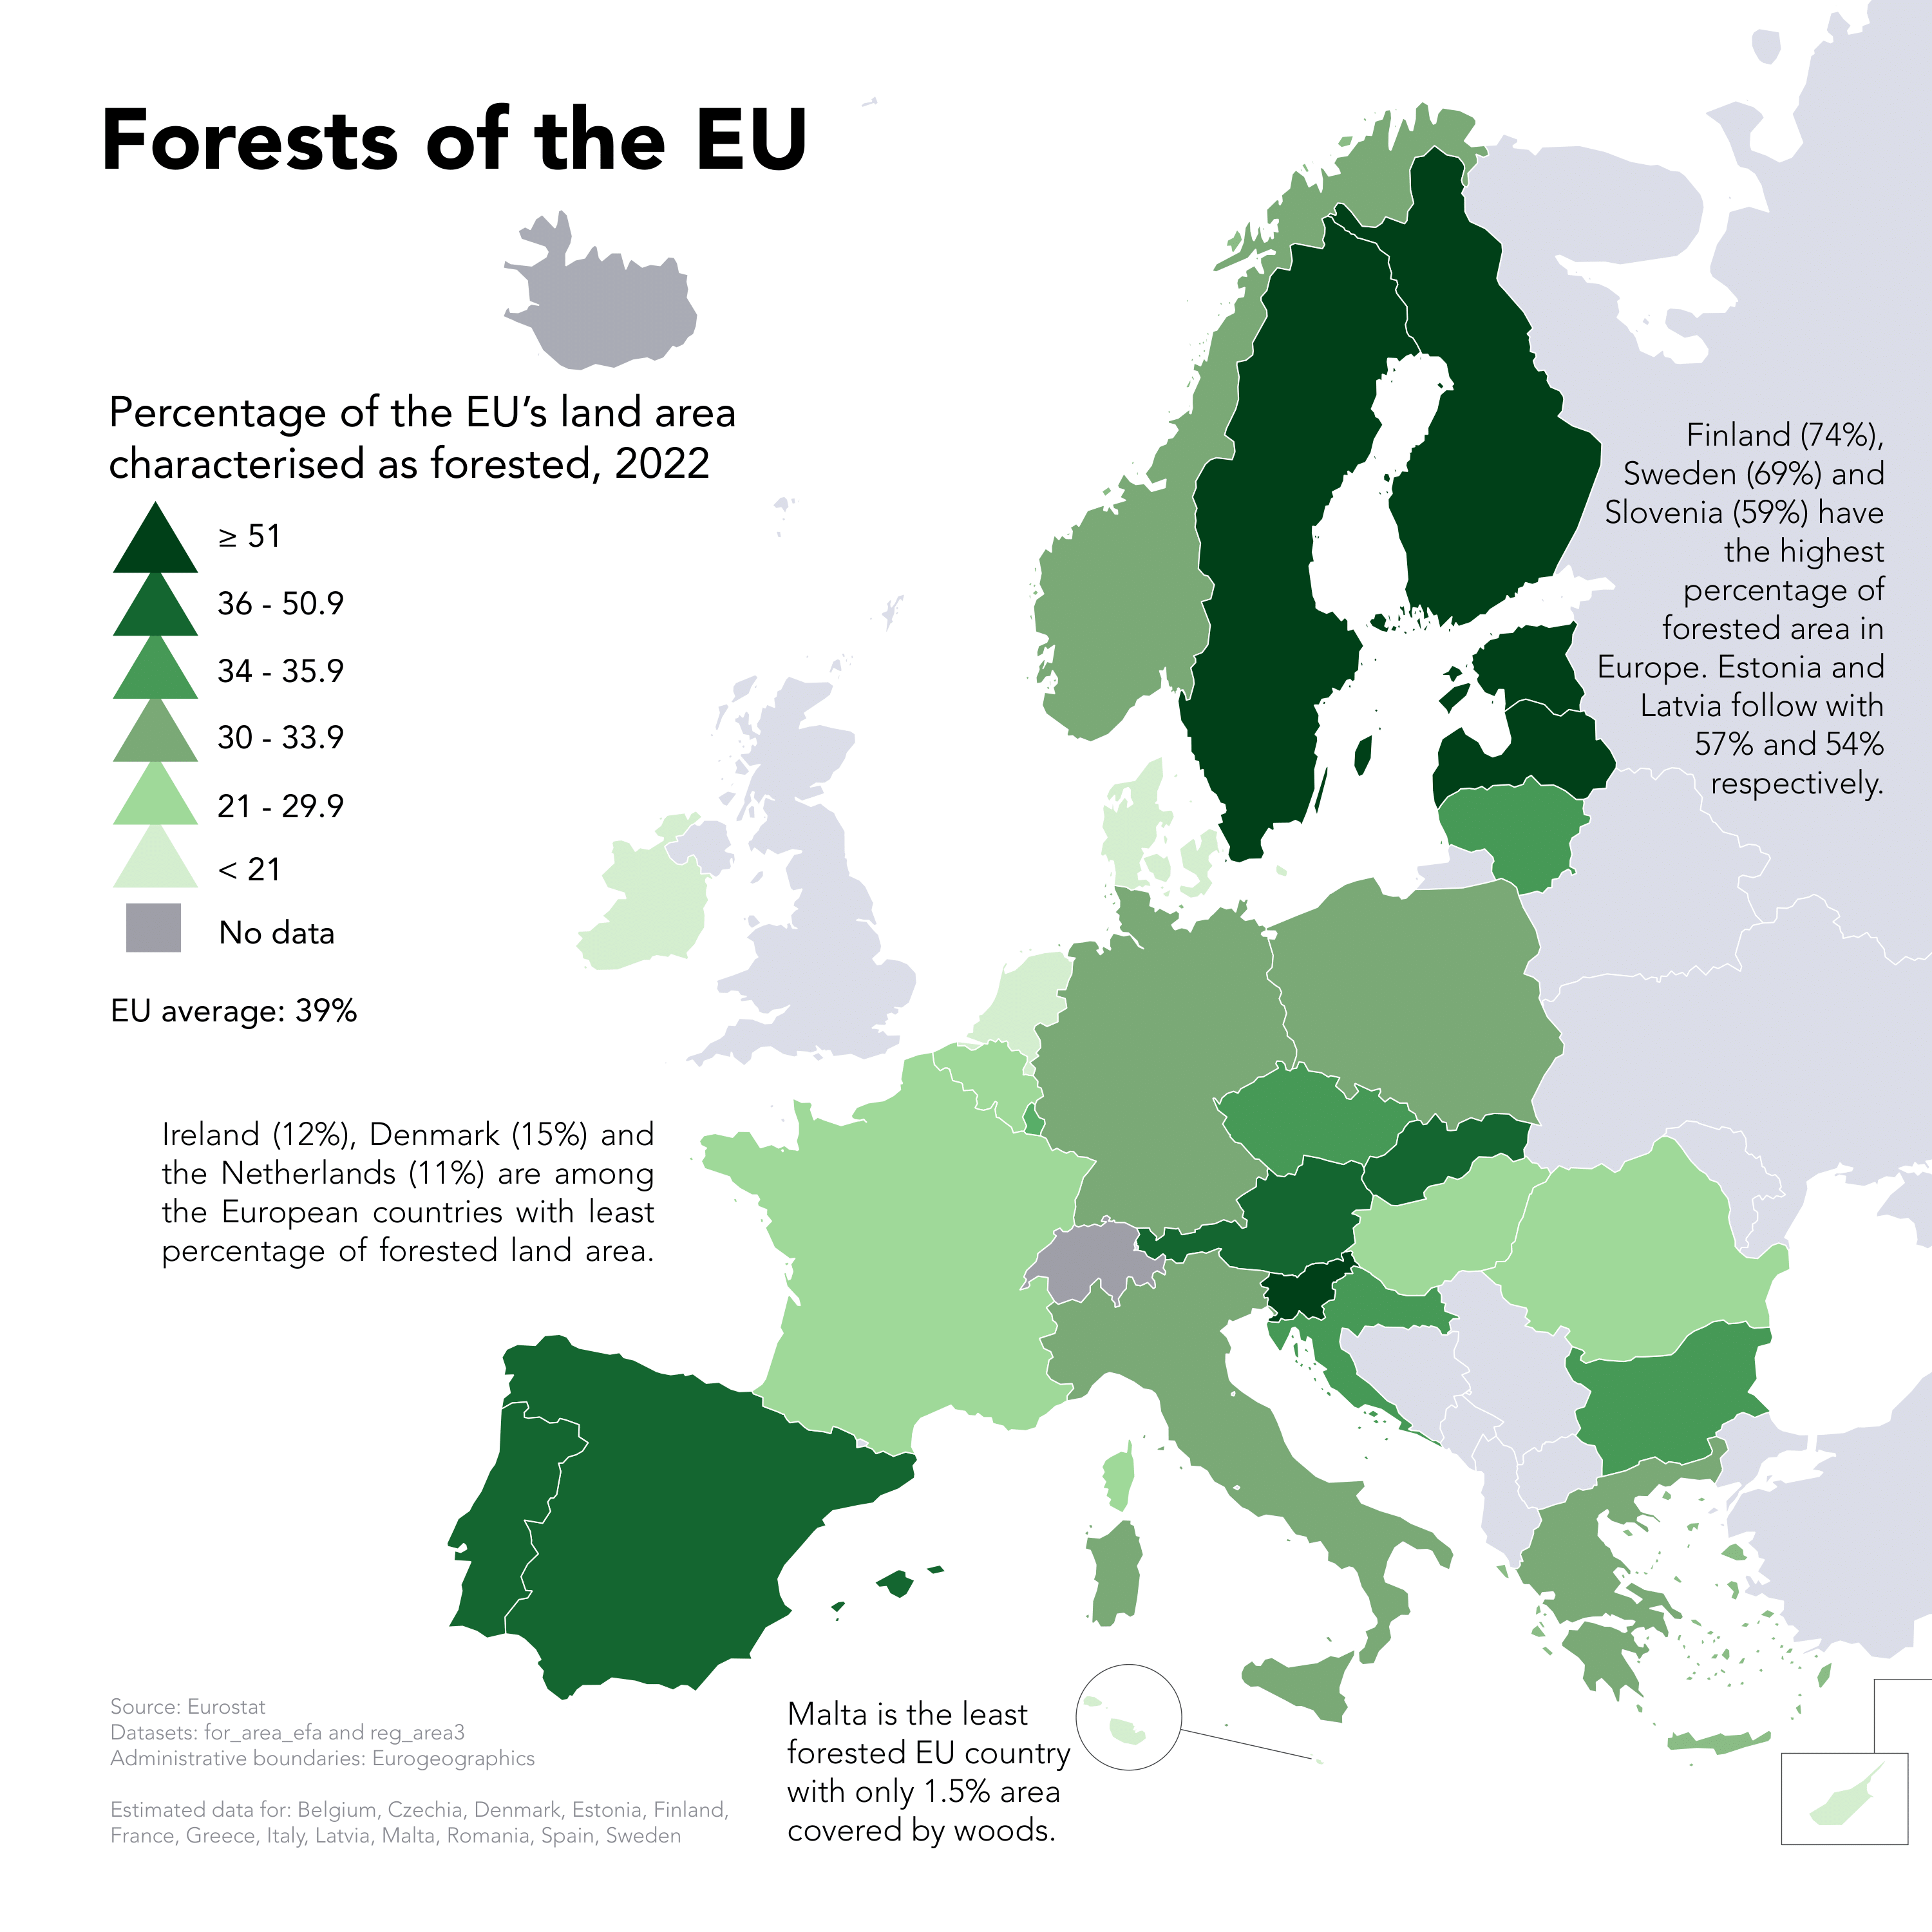 Forests of the EU
Percentage of the EU’s land area
characterised as forested, 2022
≥ 51
36 - 50.9
34 - 35.9
30 - 33.9
21 - 29.9
< 21
No data
EU average: 39%
Finland (74%),
Sweden (69%) and
Slovenia (59%) have
the highest
percentage of
forested area in
Europe. Estonia and
Latvia follow with
57% and 54%
respectively.
Ireland (12%), Denmark (15%) and
the Netherlands (11%) are among
the European countries with least
percentage of forested land area.
Malta is the least
forested EU country
with only 1.5% area
covered by woods.
Source: Eurostat
Datasets: for_area_efa and reg_area3
Administrative boundaries: Eurogeographics
Estimated data for: Belgium, Czechia, Denmark, Estonia, Finland,
France, Greece, Italy, Latvia, Malta, Romania, Spain, Sweden